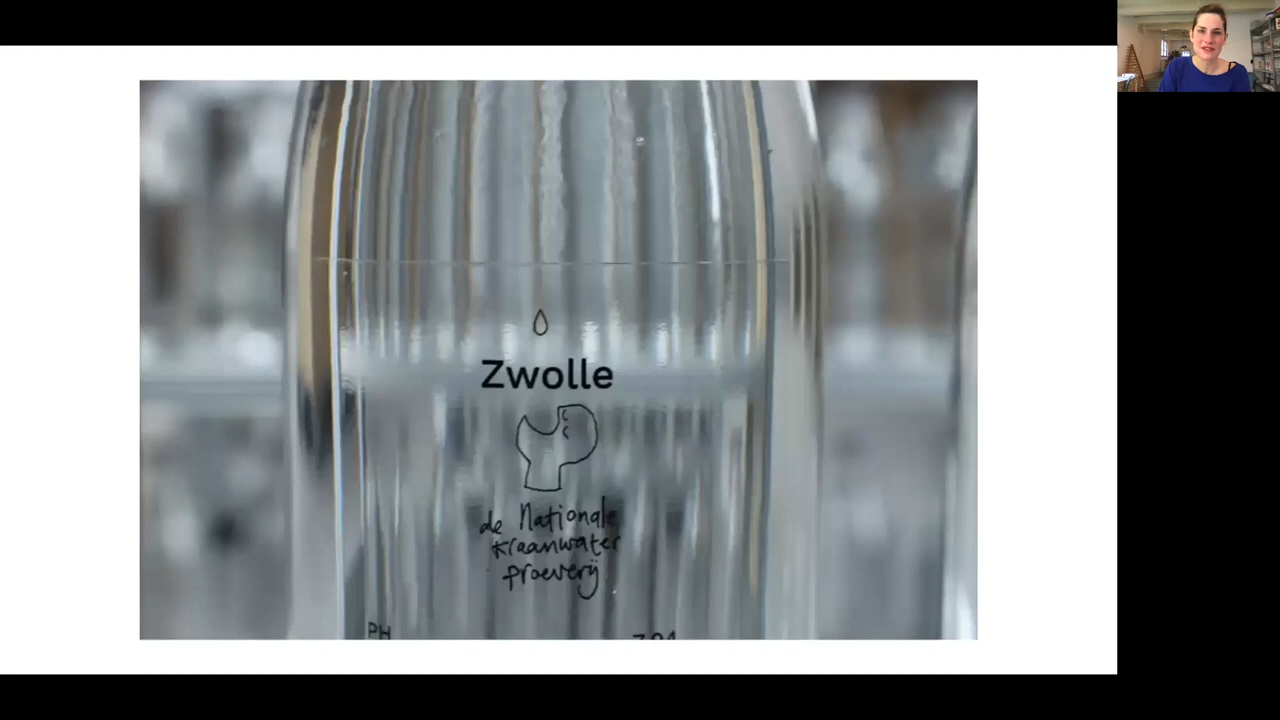 Zwolle
de Nationale
kraanwater
proeverij
PH